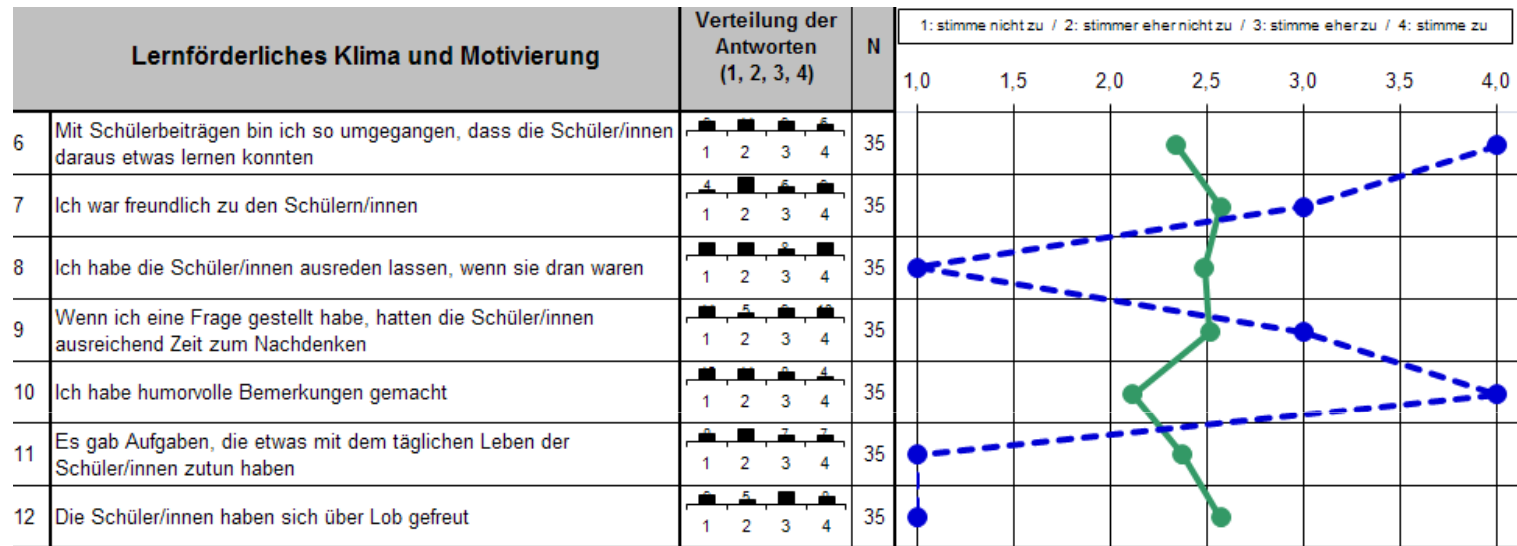 Lernförderliches Klima und Motivierung
Verteilung der
Antworten
(1, 2, 3, 4)
N
1: stimme nicht zu / 2: stimmer eher nicht zu / 3: stimme eher zu / 4: stimme zu
1,0 1,5 2,0 2,5 3,0 3,5 4,0
6 Mit Schülerbeiträgen bin ich so umgegangen, dass die Schüler/innen
daraus etwas lernen konnten
1 2 3 4
35
7 Ich war freundlich zu den Schülern/innen
1 2 3 4
35
8 Ich habe die Schüler/innen ausreden lassen, wenn sie dran waren
1 2 3 4
35
9 Wenn ich eine Frage gestellt habe, hatten die Schüler/innen
ausreichend Zeit zum Nachdenken
1 2 3 4
35
10 Ich habe humorvolle Bemerkungen gemacht
1 2 3 4
35
11 Es gab Aufgaben, die etwas mit dem täglichen Leben der
Schüler/innen zutun haben
1 2 3 4
35
12 Die Schüler/innen haben sich über Lob gefreut
1 2 3 4
35